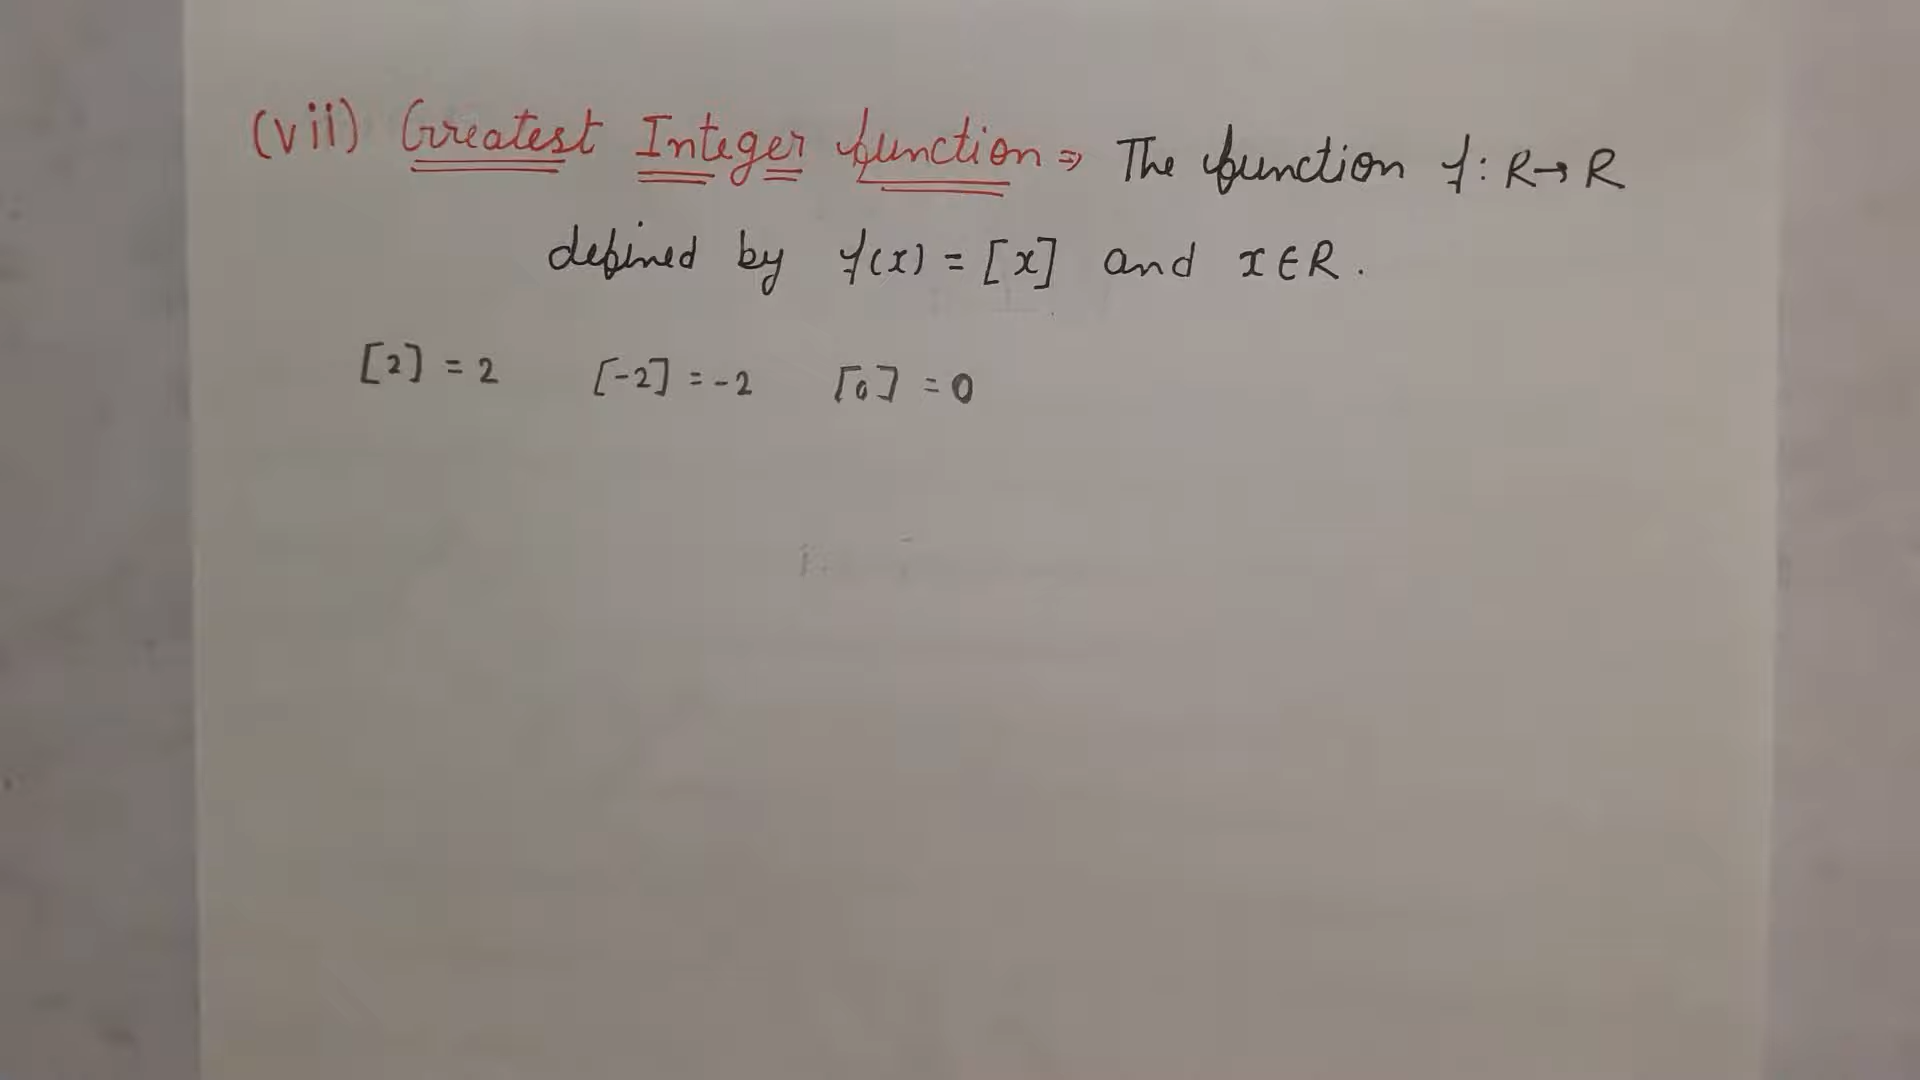 (vii) Greatest Integer function ⇒ The function f: R→R
defined by f(x) = [x] and x∈R.
[2] = 2 [-2] = -2 [0] = 0